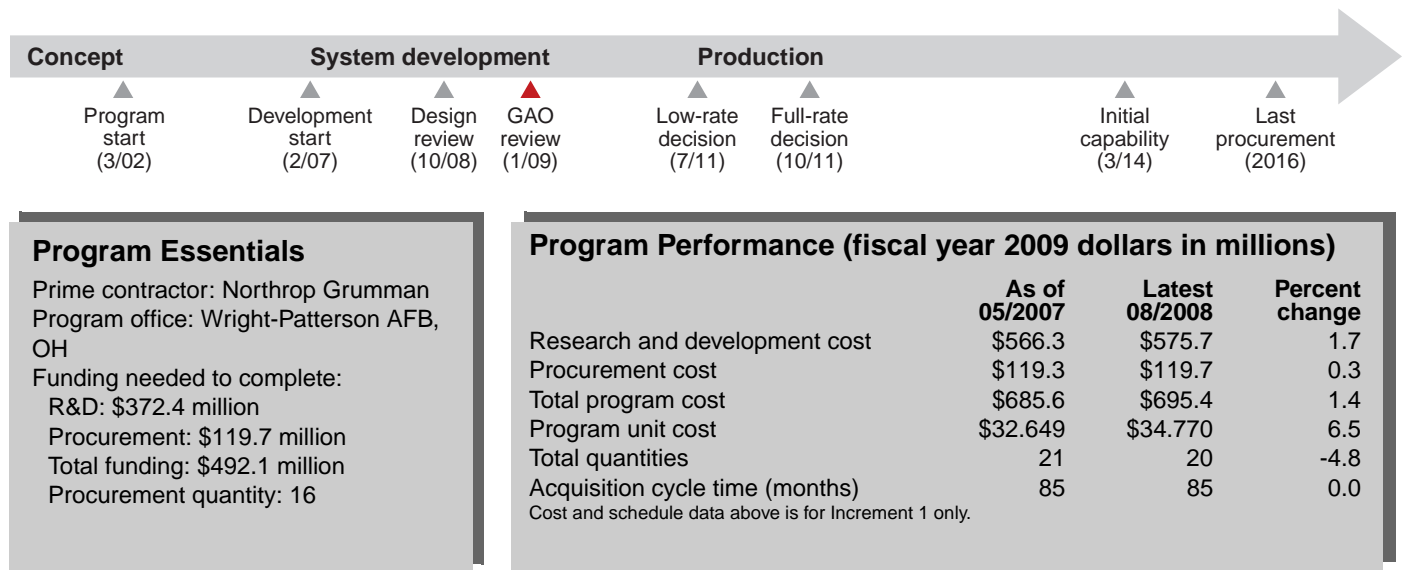 Concept System development Production
Program start (3/02)
Development start (2/07)
Design review (10/08)
GAO review (1/09)
Low-rate decision (7/11)
Full-rate decision (10/11)
Initial capability (3/14)
Last procurement (2016)
Program Essentials
Prime contractor: Northrop Grumman
Program office: Wright-Patterson AFB,
OH
Funding needed to complete:
R&D: $372.4 million
Procurement: $119.7 million
Total funding: $492.1 million
Procurement quantity: 16
Program Performance (fiscal year 2009 dollars in millions)
As of 05/2007 Latest 08/2008 Percent change
Research and development cost $566.3 $575.7 1.7
Procurement cost $119.3 $119.7 0.3
Total program cost $685.6 $695.4 1.4
Program unit cost $32.649 $34.770 6.5
Total quantities 21 20 -4.8
Acquisition cycle time (months) 85 85 0.0
Cost and schedule data above is for Increment 1 only.